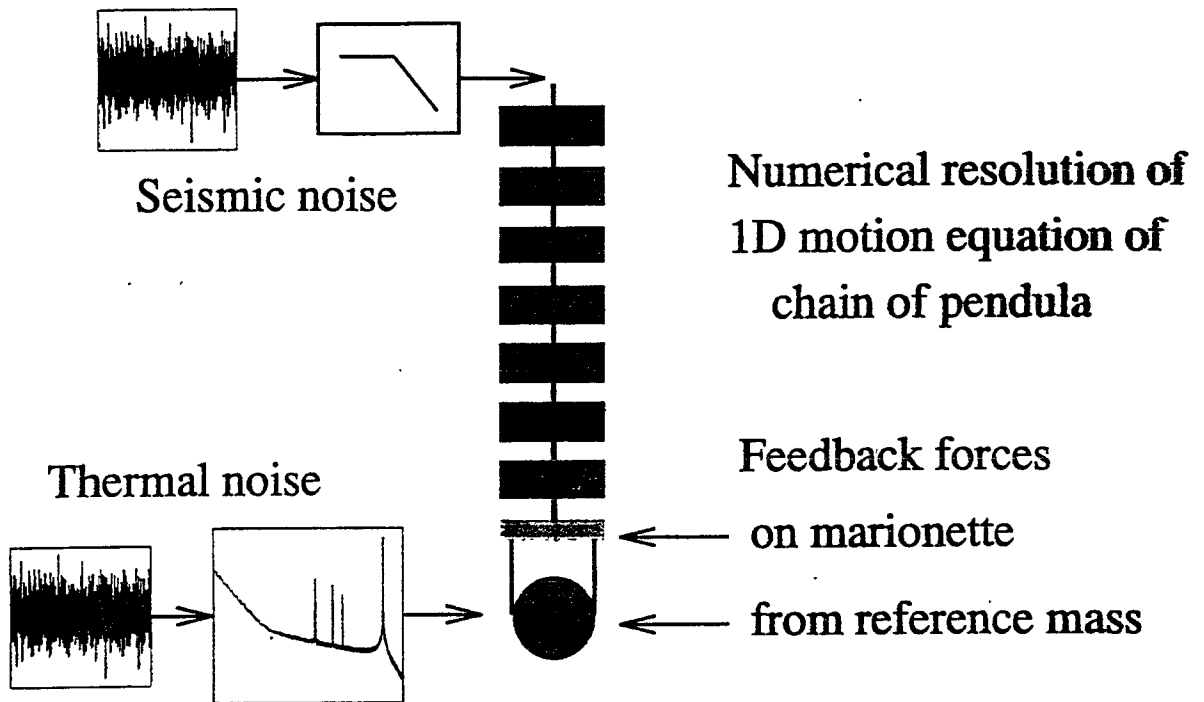 Seismic noise
Numerical resolution of
1D motion equation of
chain of pendula
Thermal noise
Feedback forces
on marionette
from reference mass